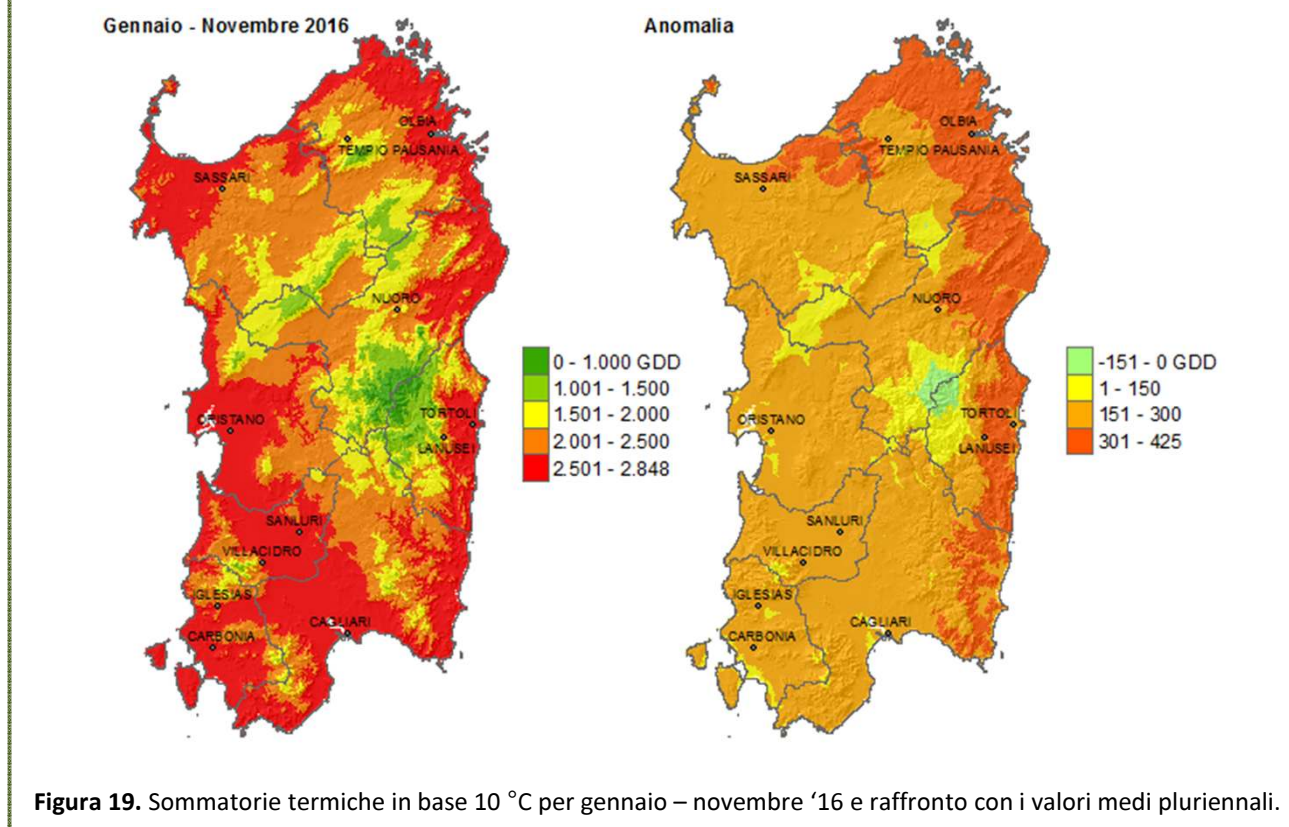 Gennaio - Novembre 2016
OLBIA
TEMPIO PAUSANIA
SASSARI
NUORO
ORISTANO
TORTOLI
LANUSEI
SANLURI
VILLACIDRO
IGLESIAS
CAGLIARI
CARBONIA
0 - 1.000 GDD
1.001 - 1.500
1.501 - 2.000
2.001 - 2.500
2.501 - 2.848
Anomalia
OLBIA
TEMPIO PAUSANIA
SASSARI
NUORO
ORISTANO
TORTOLI
LANUSEI
SANLURI
VILLACIDRO
IGLESIAS
CAGLIARI
CARBONIA
-151 - 0 GDD
1 - 150
151 - 300
301 - 425
Figura 19. Sommatorie termiche in base 10 °C per gennaio – novembre ‘16 e raffronto con i valori medi pluriennali.